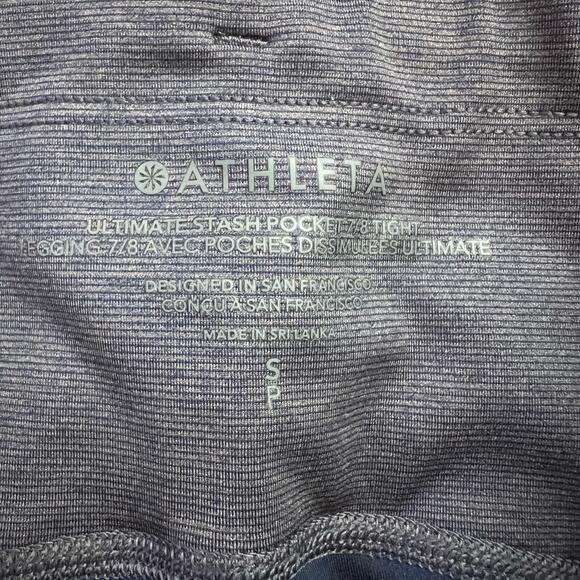 ATHLETA
ULTIMATE STASH POCKET 7/8 TIGHT
LEGGING 7/8 AVEC POCHES DISSIMULÉES ULTIMATE
DESIGNED IN SAN FRANCISCO
CONÇU À SAN FRANCISCO
MADE IN SRI LANKA
S
P